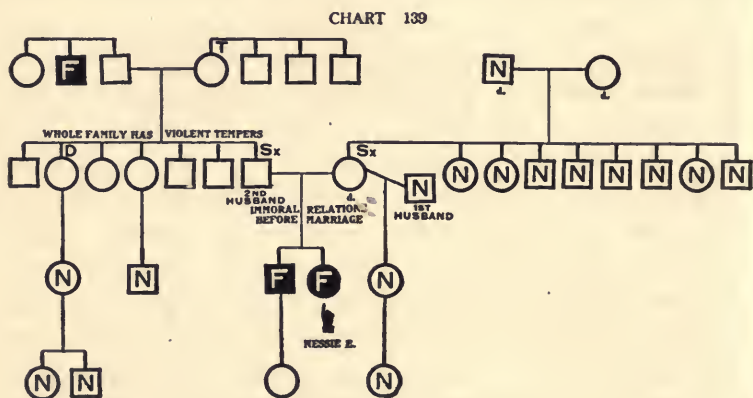 CHART 139
F
T
N
d.
d.
WHOLE FAMILY HAS VIOLENT TEMPERS
D
Sx
Sx
N
N
N
N
N
N
N
N
2ND
HUSBAND
d.
1ST
HUSBAND
IMMORAL RELATIONS
BEFORE MARRIAGE
N
N
F
F
N
NESSIE E.
N
N
N